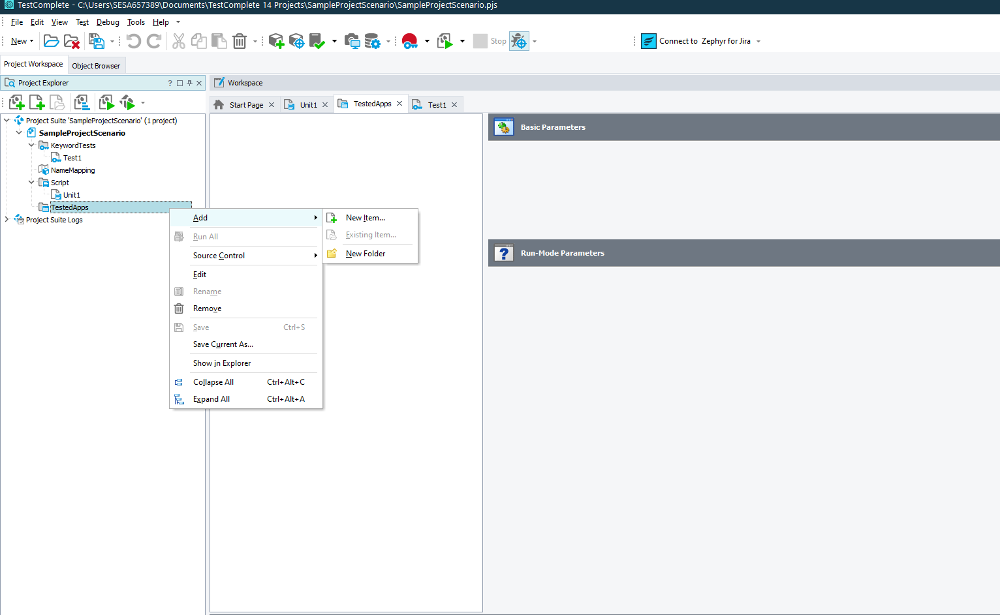 TestComplete - C:\Users\SESA657389\Documents\TestComplete 14 Projects\SampleProjectScenario\SampleProjectScenario.pjs
File Edit View Test Debug Tools Help
New Stop Connect to Zephyr for Jira
Project Workspace Object Browser
Project Explorer ?
Workspace
Start Page Unit1 TestedApps Test1
Project Suite 'SampleProjectScenario' (1 project)
SampleProjectScenario
KeywordTests
Test1
NameMapping
Script
Unit1
TestedApps
Project Suite Logs
Add
Run All
Source Control
Edit
Rename
Remove
Save Ctrl+S
Save Current As...
Show in Explorer
Collapse All Ctrl+Alt+C
Expand All Ctrl+Alt+A
New Item...
Existing Item...
New Folder
Basic Parameters
Run-Mode Parameters